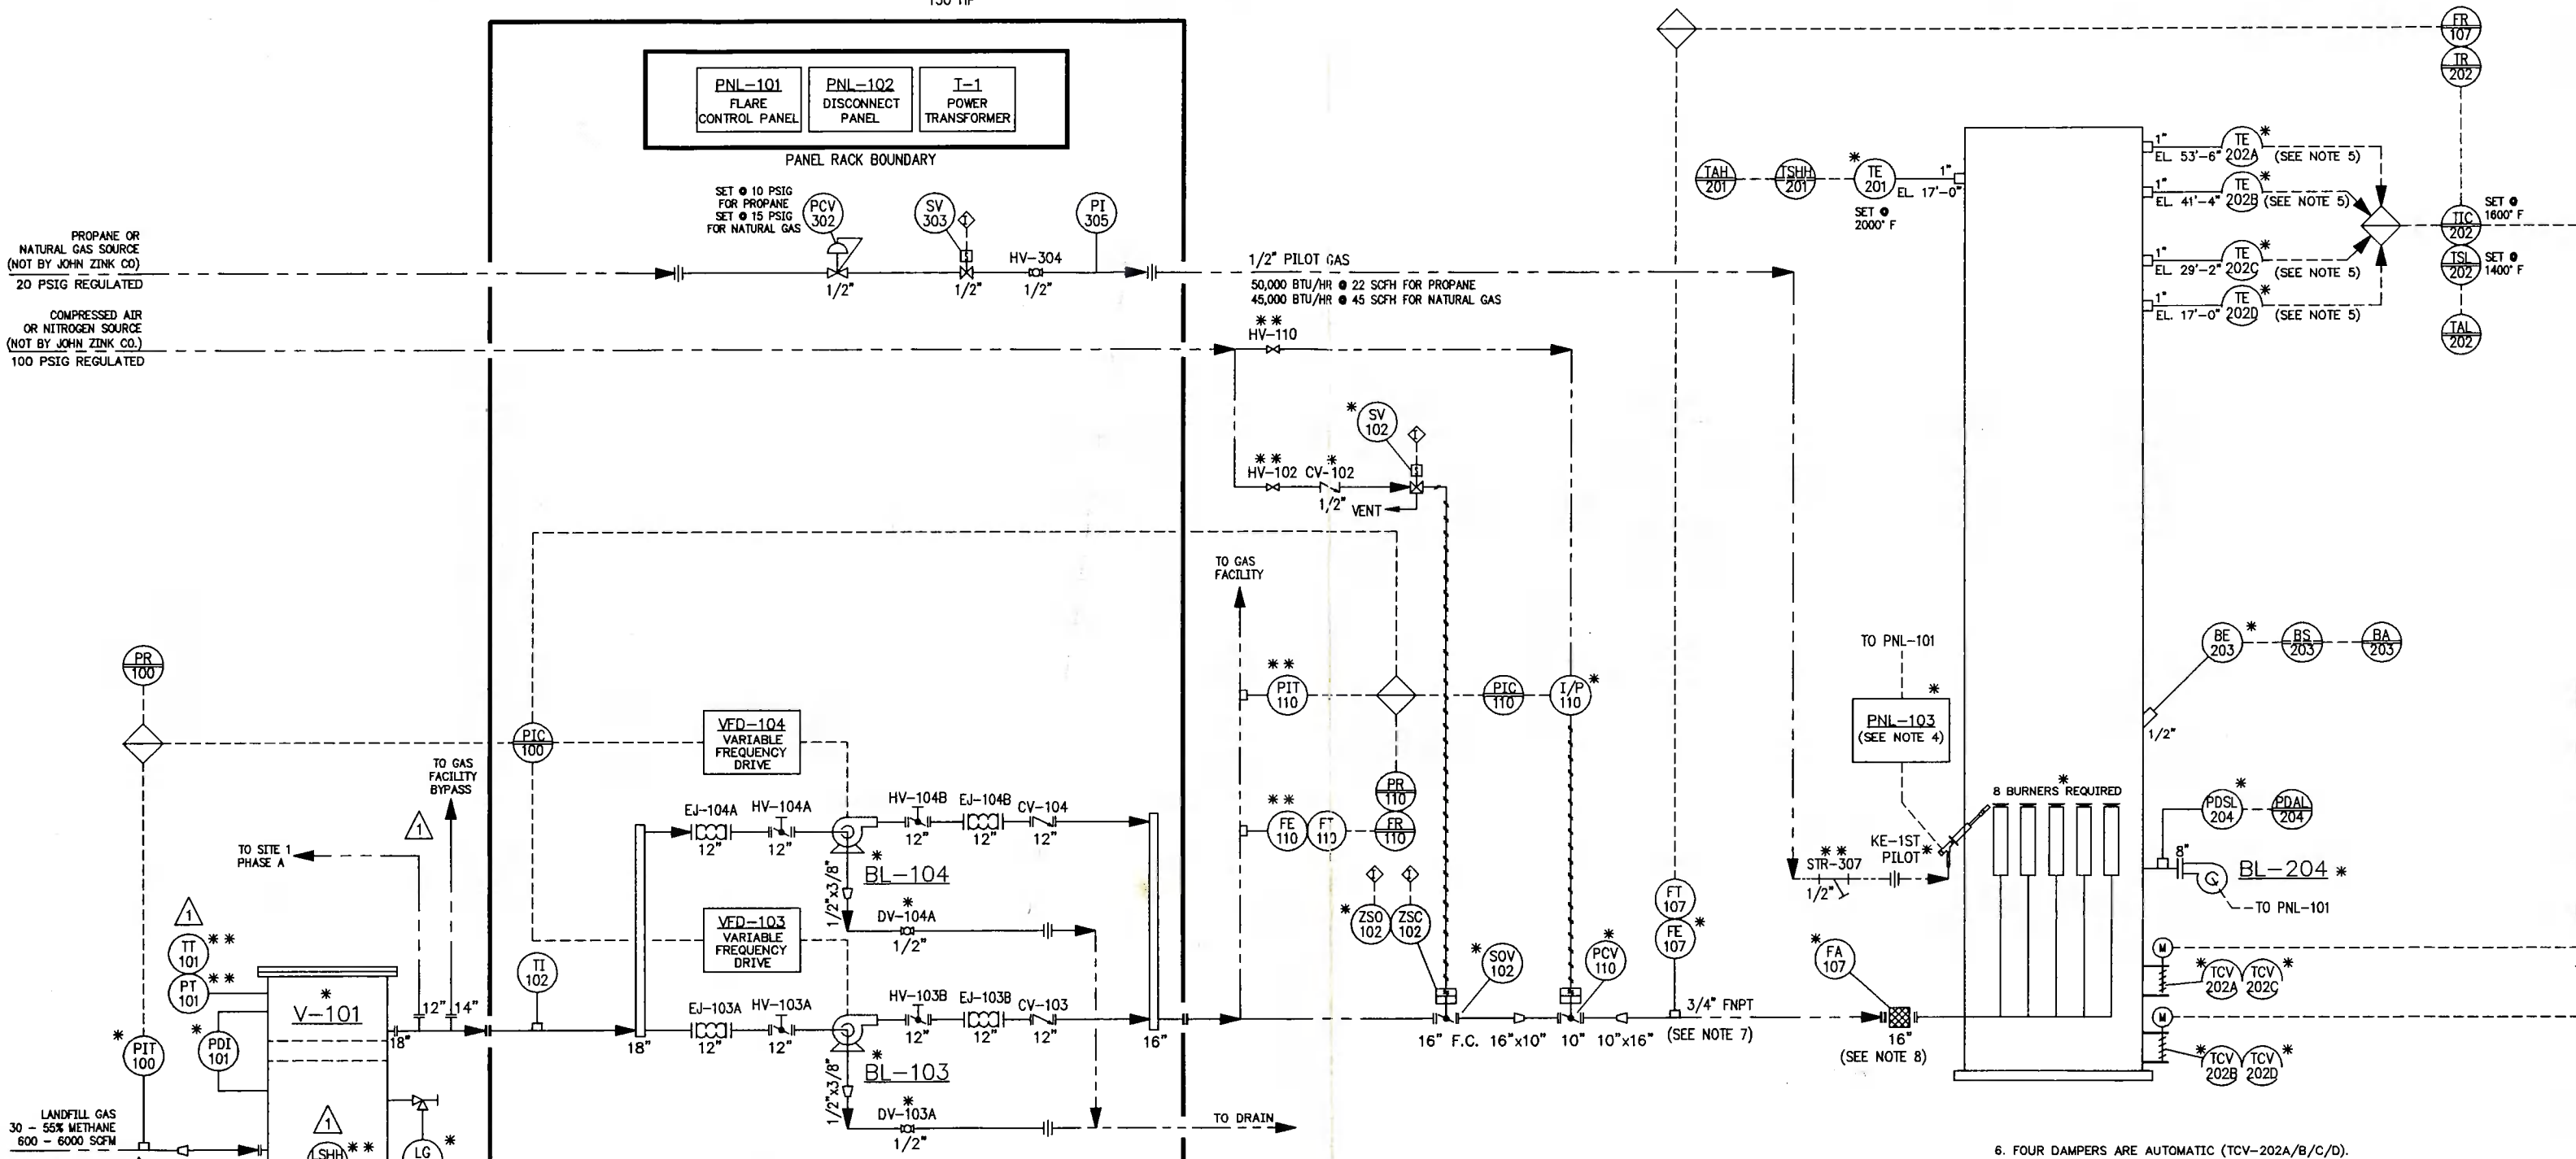 150 HP
PNL-101
FLARE
CONTROL PANEL
PNL-102
DISCONNECT
PANEL
T-1
POWER
TRANSFORMER
PANEL RACK BOUNDARY
FR
107
TR
202
SET @ 10 PSIG
FOR PROPANE
SET @ 15 PSIG
FOR NATURAL GAS
PCV
302
SV
303
I
S
PI
305
HV-304
1/2"
1/2"
1/2"
PROPANE OR
NATURAL GAS SOURCE
(NOT BY JOHN ZINK CO)
20 PSIG REGULATED
COMPRESSED AIR
OR NITROGEN SOURCE
(NOT BY JOHN ZINK CO.)
100 PSIG REGULATED
1/2" PILOT GAS
50,000 BTU/HR @ 22 SCFH FOR PROPANE
45,000 BTU/HR @ 45 SCFH FOR NATURAL GAS
TAH
201
TSHH
201
*
TE
201
1"
EL. 17'-0"
SET @
2000° F
1"
EL. 53'-6"
TE
202A
*
(SEE NOTE 5)
1"
EL. 41'-4"
TE
202B
*
(SEE NOTE 5)
1"
EL. 29'-2"
TE
202C
*
(SEE NOTE 5)
1"
EL. 17'-0"
TE
202D
*
(SEE NOTE 5)
TIC
202
SET @
1600° F
TSL
202
SET @
1400° F
TAL
202
**
HV-110
*
SV
102
I
S
**
HV-102
*
CV-102
1/2"
VENT
TO GAS
FACILITY
PR
100
PIC
100
VFD-104
VARIABLE
FREQUENCY
DRIVE
**
PIT
110
PIC
110
I/P
110
*
PR
110
**
FE
110
FT
110
FR
110
TO PNL-101
*
PNL-103
(SEE NOTE 4)
BE
203
*
BS
203
BA
203
1/2"
*
8 BURNERS REQUIRED
PDSL
204
*
PDAL
204
TO GAS
FACILITY
BYPASS
1
TO SITE 1
PHASE A
EJ-104A
12"
HV-104A
12"
HV-104B
12"
EJ-104B
12"
CV-104
12"
*
BL-104
1/2"x3/8"
*
DV-104A
1/2"
VFD-103
VARIABLE
FREQUENCY
DRIVE
KE-1ST
PILOT
*
**
STR-307
1/2"
8"
BL-204 *
TO PNL-101
1
TT
101
**
PT
101
**
*
V-101
*
PDI
101
*
PIT
100
12"
14"
18"
TI
102
18"
EJ-103A
12"
HV-103A
12"
HV-103B
12"
EJ-103B
12"
CV-103
12"
16"
*
BL-103
1/2"x3/8"
*
DV-103A
1/2"
TO DRAIN
I
I
*
ZSO
102
ZSC
102
*
SOV
102
*
PCV
110
FT
107
FE
107
*
16" F.C.
16"x10"
10"
10"x16"
3/4" FNPT
(SEE NOTE 7)
*
FA
107
16"
(SEE NOTE 8)
M
*
TCV
202A
TCV
202C
*
M
*
TCV
202B
TCV
202D
*
LANDFILL GAS
30 - 55% METHANE
600 - 6000 SCFM
1
LSHH
**
LG
*
6. FOUR DAMPERS ARE AUTOMATIC (TCV-202A/B/C/D).